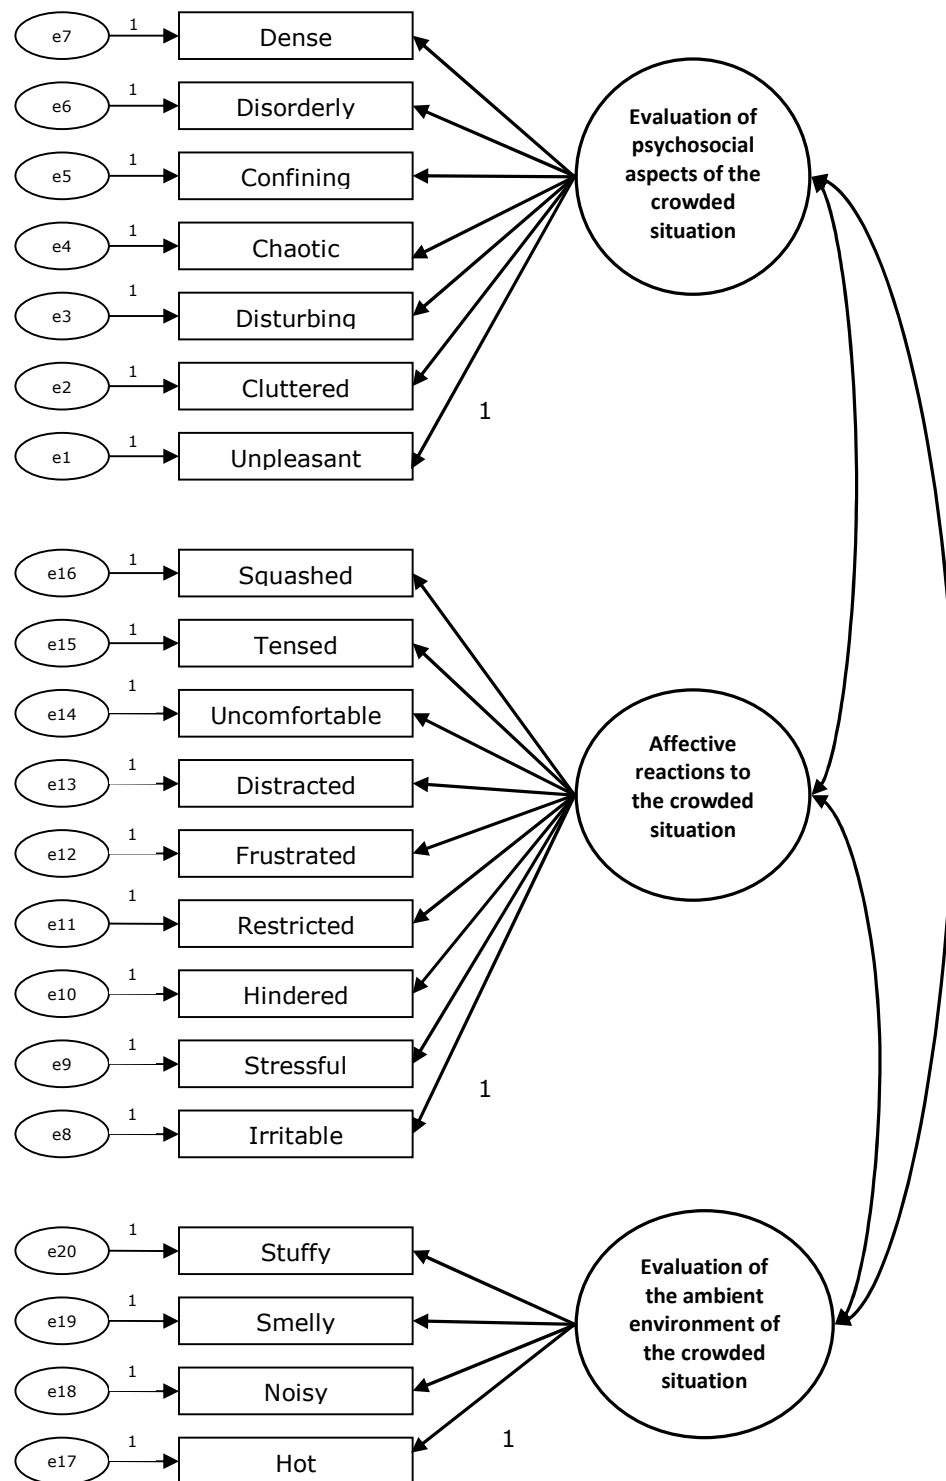 e7 1 Dense
e6 1 Disorderly
e5 1 Confining
e4 1 Chaotic
e3 1 Disturbing
e2 1 Cluttered
e1 1 Unpleasant
1
Evaluation of
psychosocial
aspects of the
crowded
situation
e16 1 Squashed
e15 1 Tensed
e14 1 Uncomfortable
e13 1 Distracted
e12 1 Frustrated
e11 1 Restricted
e10 1 Hindered
e9 1 Stressful
e8 1 Irritable
1
Affective
reactions to
the crowded
situation
e20 1 Stuffy
e19 1 Smelly
e18 1 Noisy
e17 1 Hot
1
Evaluation of
the ambient
environment of
the crowded
situation